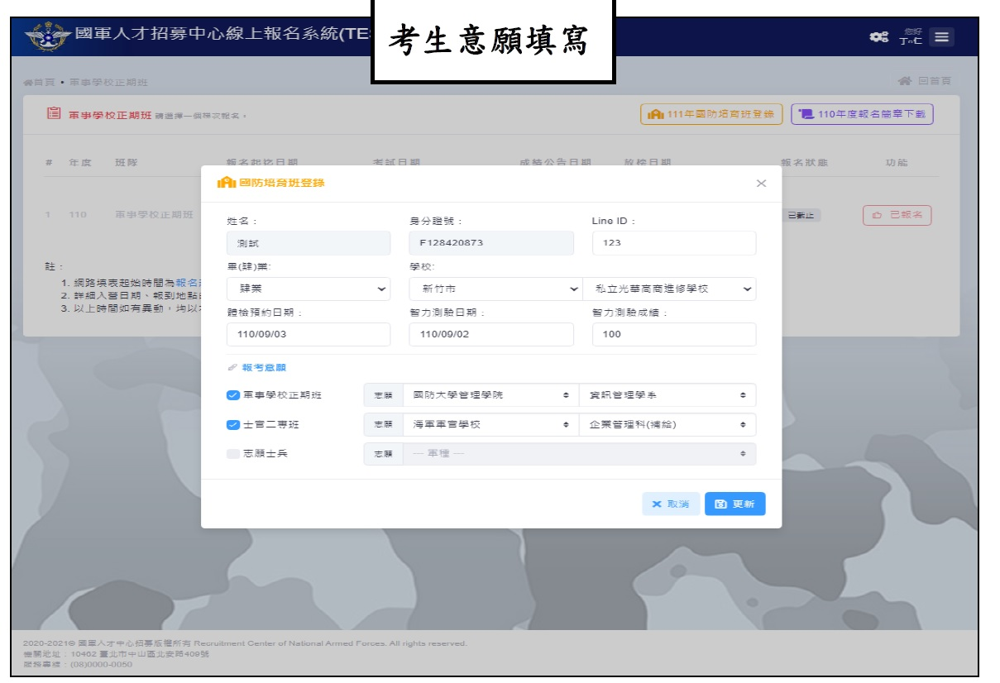 考生意願填寫
國軍人才招募中心線上報名系統(TE
您好
首頁 • 軍事學校正期班
回首頁
軍事學校正期班 請選擇一個梯次報名。
111年國防培育班登錄
110年度報名簡章下載
# 年度 班隊 報名起迄日期 考試日期 成績公告日期 放榜日期 報名狀態 功能
國防培育班登錄
1 110 軍事學校正期班 已截止 已報名
姓名： 身分證號： Line ID：
測試 F128420873 123
註：
畢(肄)業: 學校:
1. 網路填表起始時間為報名
肄業 新竹市 私立光華高商進修學校
2. 詳細入營日期、報到地點
3. 以上時間如有異動，均以
體檢預約日期： 智力測驗日期： 智力測驗成績：
110/09/03 110/09/02 100
報考意願
軍事學校正期班 志願 國防大學管理學院 資訊管理學系
士官二專班 志願 海軍軍官學校 企業管理科(補給)
志願士兵 志願 --- 軍種 ---
取消 更新
2020-2021© 國軍人才中心招募版權所有 Recruitment Center of National Armed Forces. All rights reserved.
機關地址：10462 臺北市中山區北安路409號
服務專線：(08)0000-0050